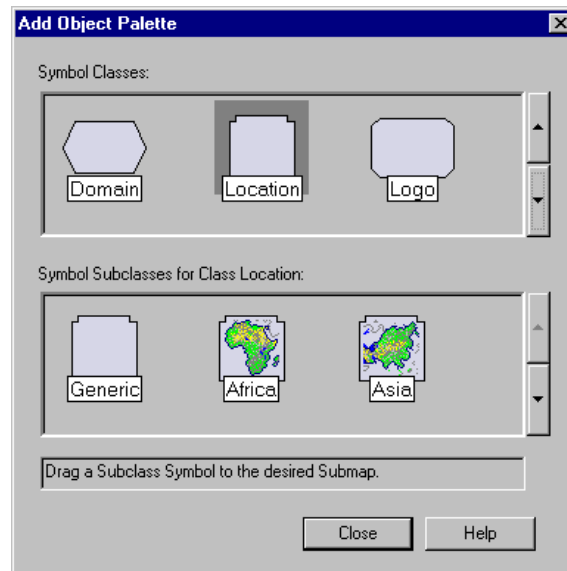 Add Object Palette
Symbol Classes:
Domain
Location
Logo
Symbol Subclasses for Class Location:
Generic
Africa
Asia
Drag a Subclass Symbol to the desired Submap.
Close
Help